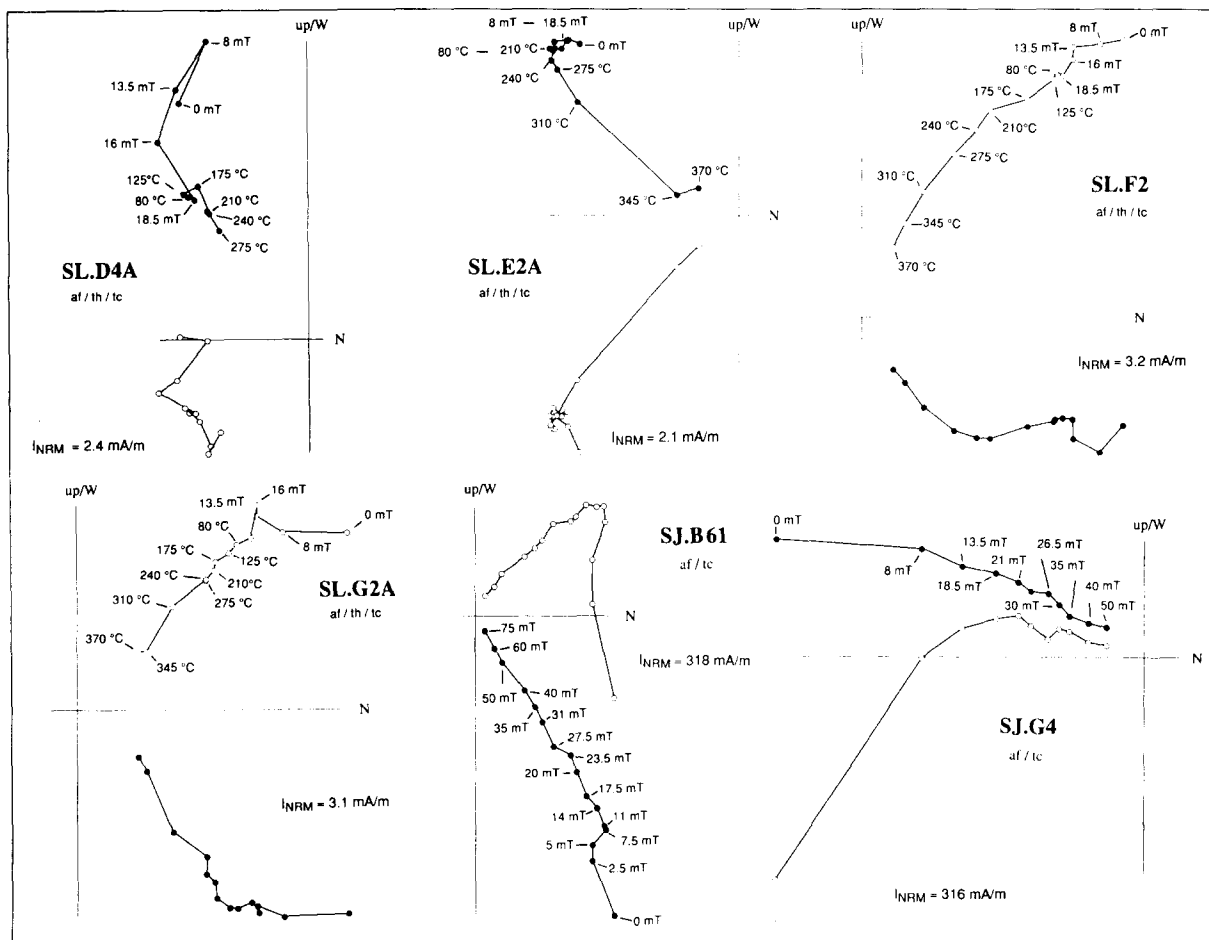 up/W
8 mT
13.5 mT
0 mT
16 mT
125°C
175 °C
80 °C
210 °C
18.5 mT
240 °C
275 °C
SL.D4A
af / th / tc
N
I NRM = 2.4 mA/m
up/W
8 mT — 18.5 mT
0 mT
80 °C — 210 °C
240 °C
275 °C
310 °C
370 °C
345 °C
N
SL.E2A
af / th / tc
I NRM = 2.1 mA/m
up/W
8 mT
0 mT
13.5 mT
16 mT
80 °C
18.5 mT
175 °C
125 °C
210°C
240 °C
275 °C
310 °C
345 °C
370 °C
SL.F2
af / th / tc
N
I NRM = 3.2 mA/m
up/W
16 mT
13.5 mT
0 mT
80 °C
8 mT
175 °C
125 °C
240 °C
210°C
275 °C
310 °C
370 °C
345 °C
SL.G2A
af / th / tc
N
I NRM = 3.1 mA/m
up/W
SJ.B61
af / tc
N
75 mT
60 mT
I NRM = 318 mA/m
50 mT
40 mT
35 mT
31 mT
27.5 mT
23.5 mT
20 mT
17.5 mT
14 mT
11 mT
7.5 mT
5 mT
2.5 mT
0 mT
up/W
0 mT
8 mT
13.5 mT
18.5 mT
21 mT
26.5 mT
35 mT
30 mT
40 mT
50 mT
N
SJ.G4
af / tc
I NRM = 316 mA/m